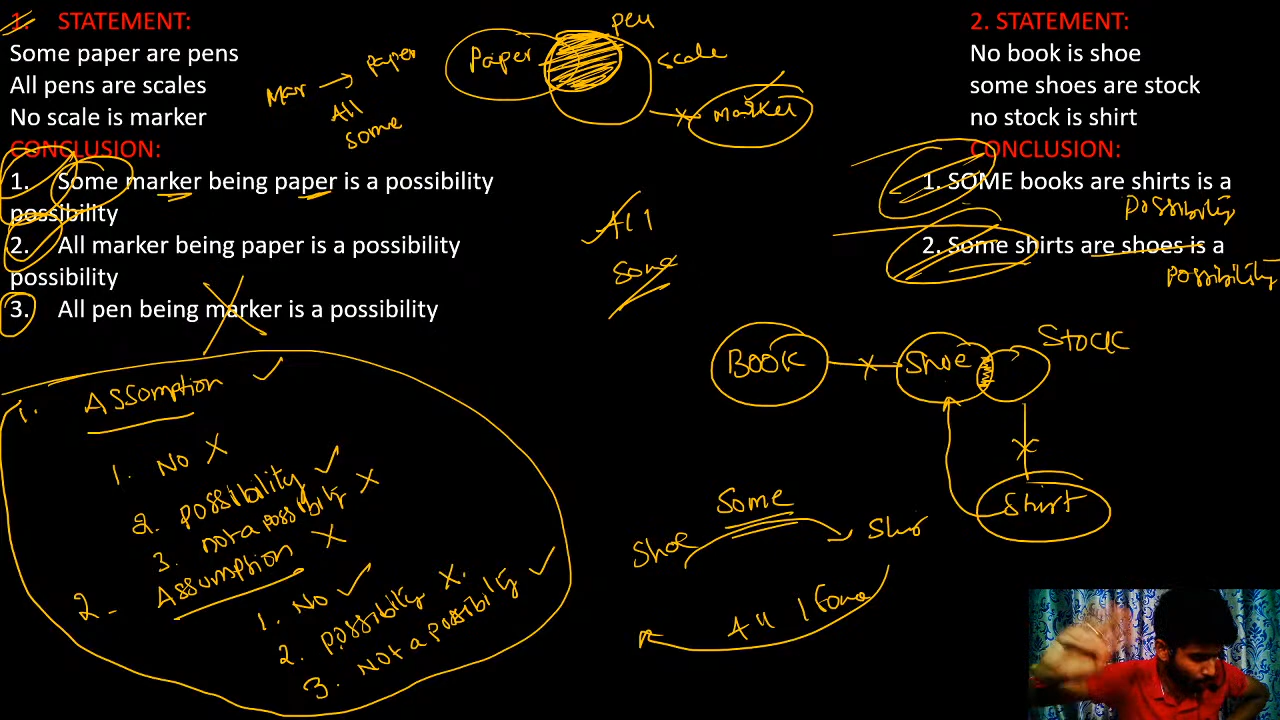 1. STATEMENT:
Some paper are pens
All pens are scales
No scale is marker
CONCLUSION:
1. Some marker being paper is a possibility
possibility
2. All marker being paper is a possibility
possibility
3. All pen being marker is a possibility
Mar → Paper
All
Some
Paper
pen
scale
marker
All
Some
2. STATEMENT:
No book is shoe
some shoes are stock
no stock is shirt
CONCLUSION:
1. SOME books are shirts is a
possibility
2. Some shirts are shoes is a
possibility
BOOK
Shoe
Stock
Shirt
Some
Shoe
Shir
All | Some
1. Assomption ✓
1. No X
2. possibility ✓
3. not a possibility X
2- Assumption X
1. No ✓
2. possibility X.
3. Not a possibility ✓